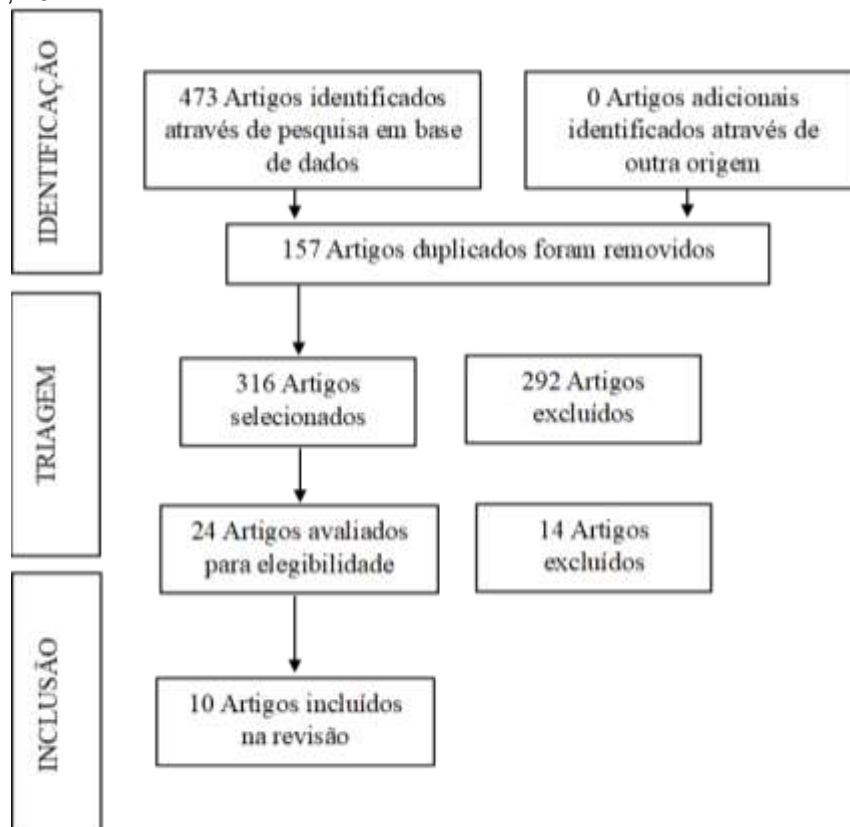 IDENTIFICAÇÃO
473 Artigos identificados
através de pesquisa em base
de dados
0 Artigos adicionais
identificados através de
outra origem
157 Artigos duplicados foram removidos
TRIAGEM
316 Artigos
selecionados
292 Artigos
excluídos
24 Artigos avaliados
para elegibilidade
14 Artigos
excluídos
INCLUSÃO
10 Artigos incluídos
na revisão